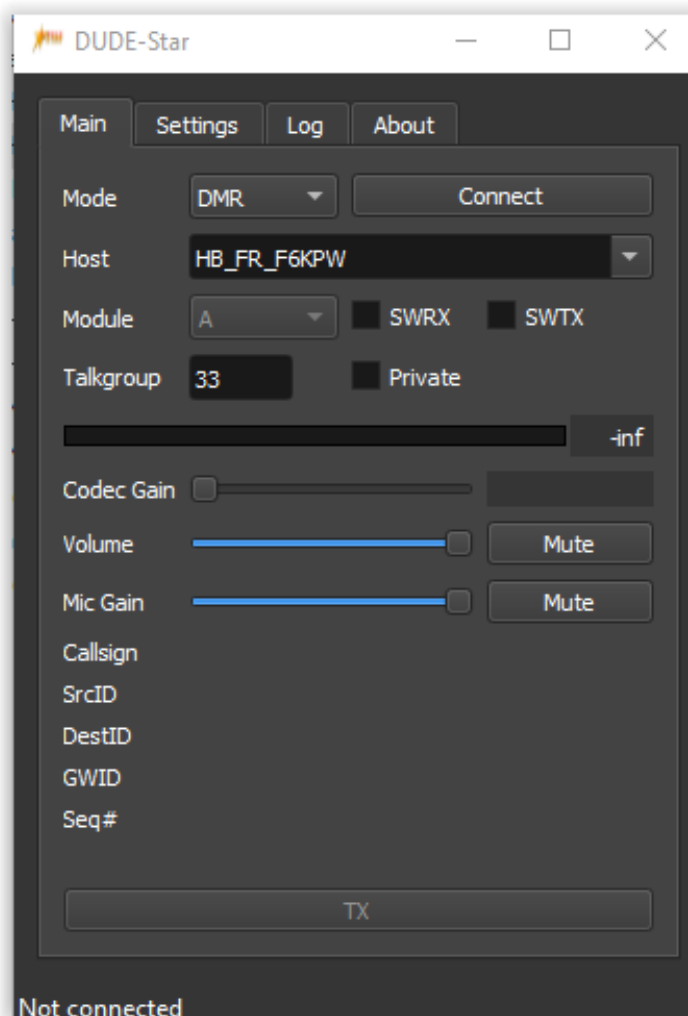 DUDE-Star
Main Settings Log About
Mode DMR Connect
Host HB_FR_F6KPW
Module A SWRX SWTX
Talkgroup 33 Private
-inf
Codec Gain
Volume Mute
Mic Gain Mute
Callsign
SrcID
DestID
GWID
Seq#
TX
Not connected